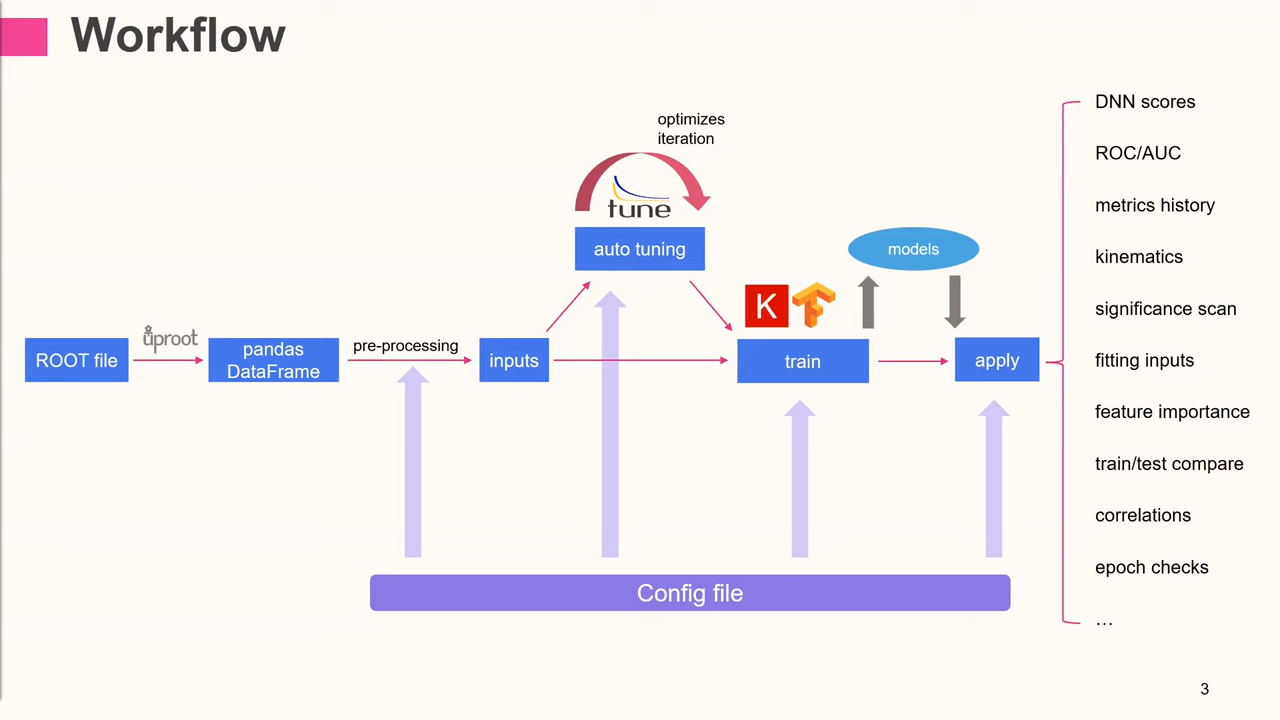 Workflow
optimizes
iteration
tune
auto tuning
models
K
uproot
ROOT file
pandas
DataFrame
pre-processing
inputs
train
apply
Config file
DNN scores
ROC/AUC
metrics history
kinematics
significance scan
fitting inputs
feature importance
train/test compare
correlations
epoch checks
…
3